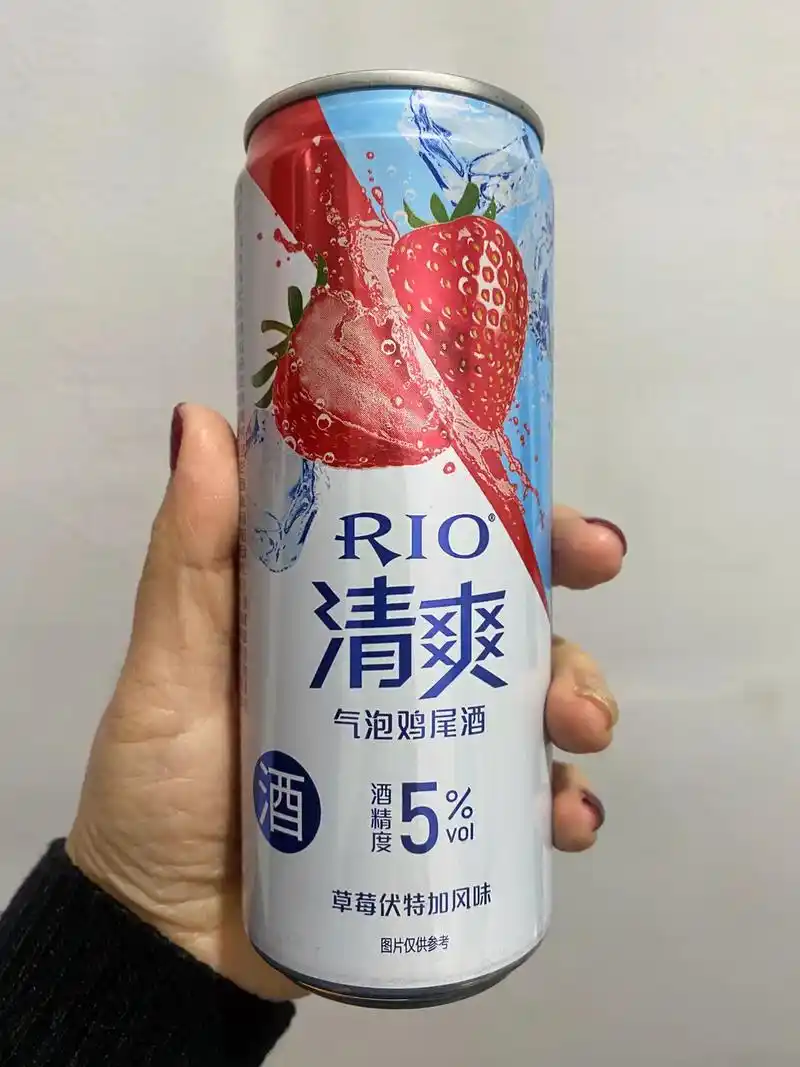 RIO®
清爽
气泡鸡尾酒
酒
酒精度 5%vol
草莓伏特加风味
图片仅供参考